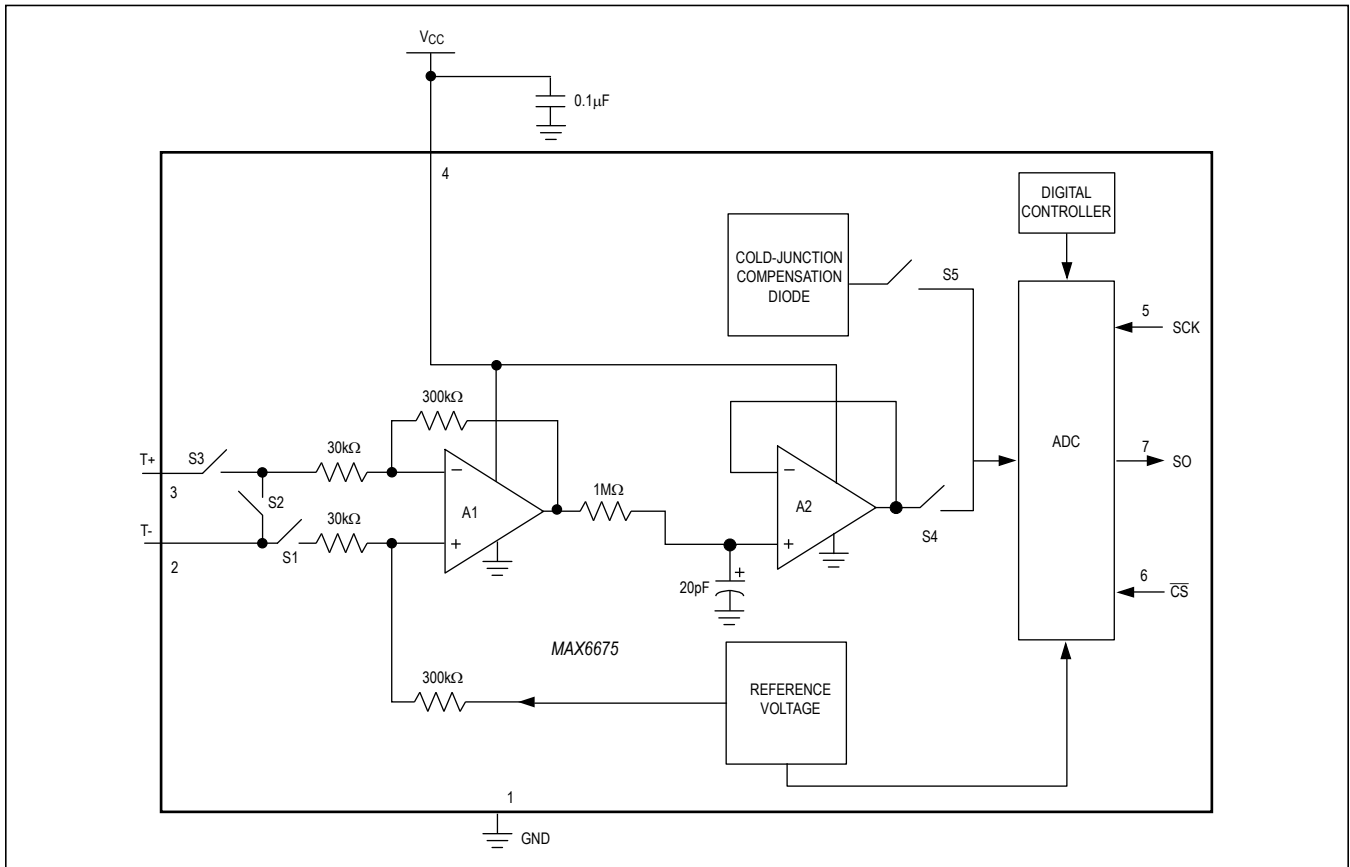 VCC
0.1μF
4
DIGITAL
CONTROLLER
COLD-JUNCTION
COMPENSATION
DIODE
S5
5
SCK
300kΩ
30kΩ
T+
S3
3
S2
A1
1MΩ
A2
S4
ADC
7
SO
T-
2
S1
30kΩ
20pF
6
CS
MAX6675
300kΩ
REFERENCE
VOLTAGE
1
GND